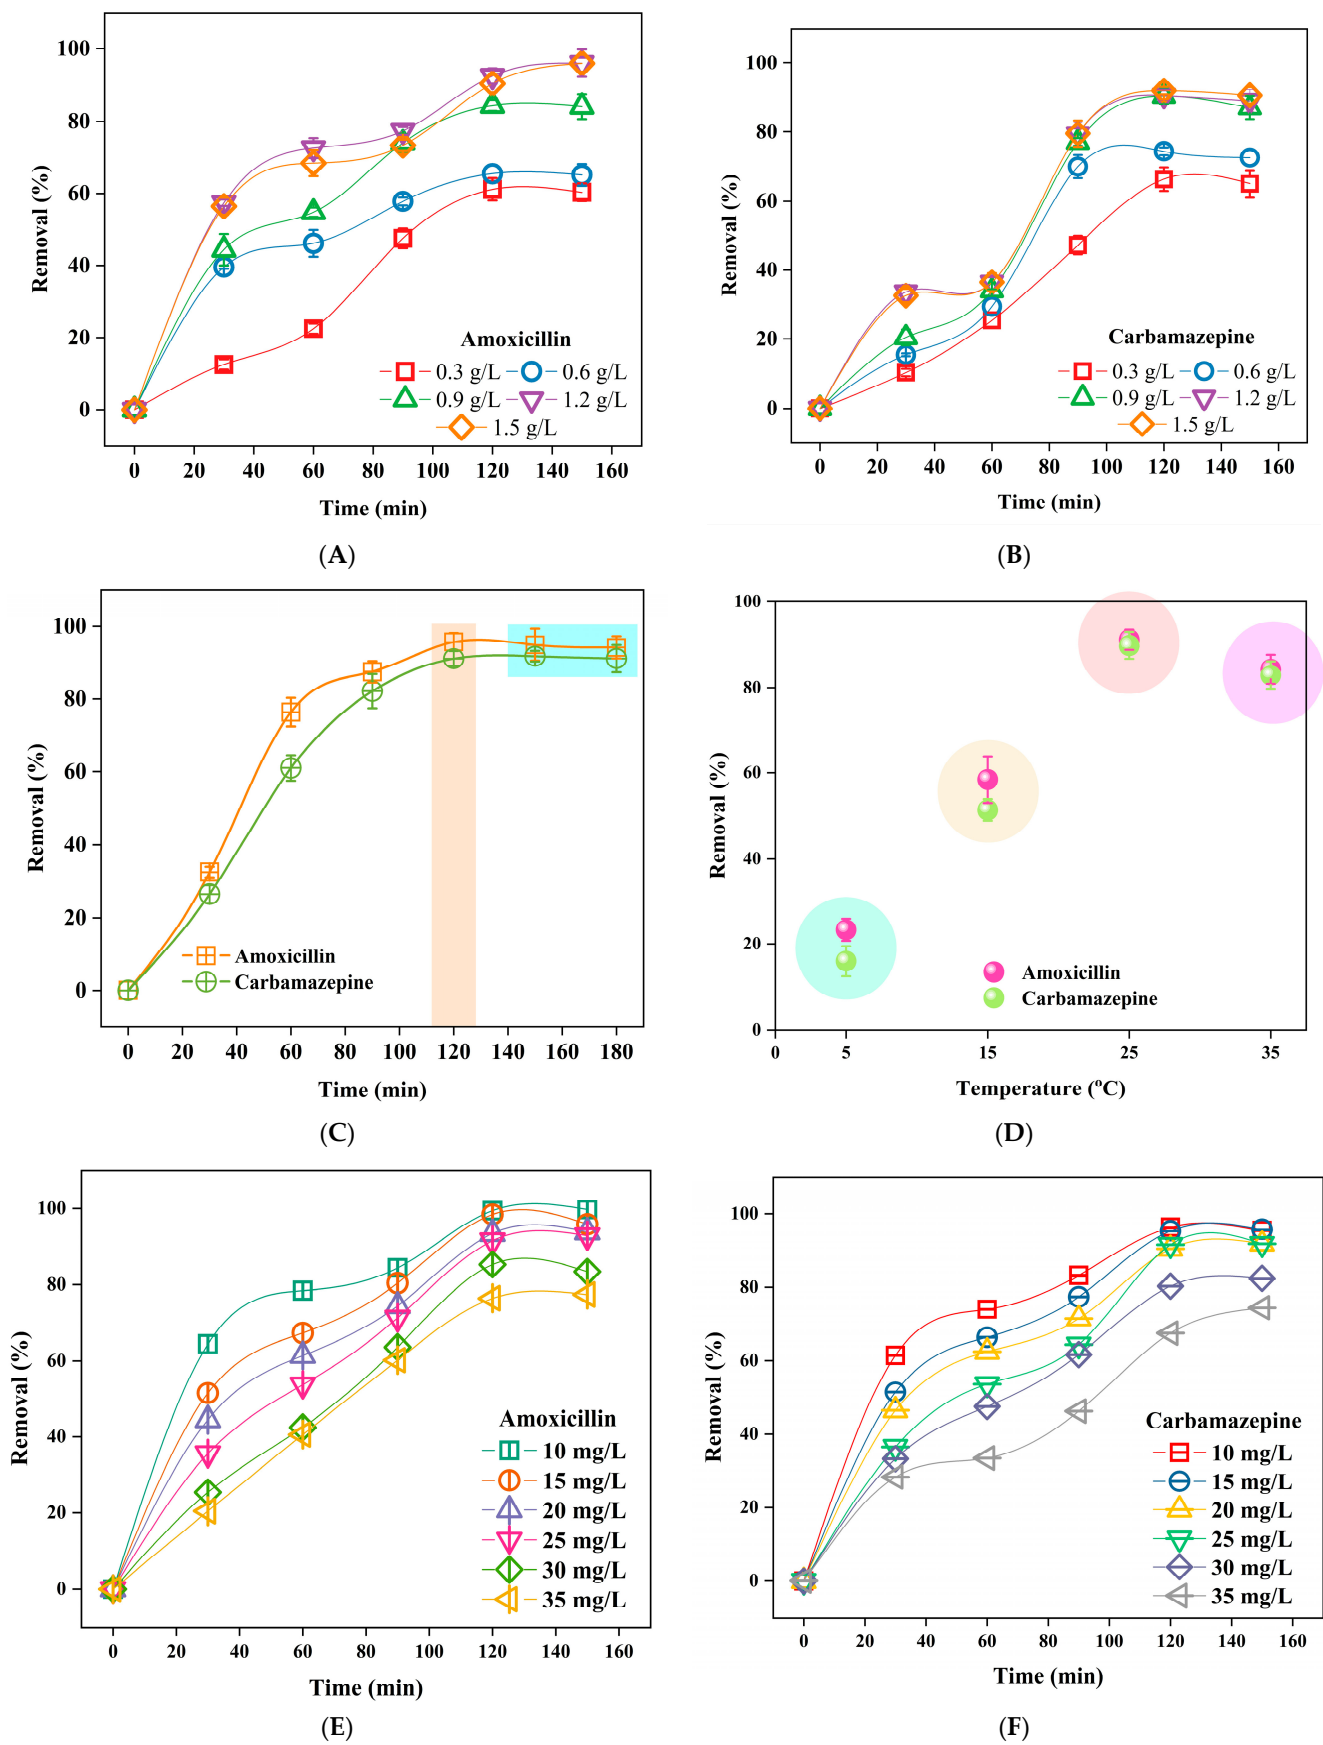 100
80
60
40
20
0
Removal (%)
Amoxicillin
0.3 g/L 0.6 g/L
0.9 g/L 1.2 g/L
1.5 g/L
0 20 40 60 80 100 120 140 160
Time (min)
(A)
100
80
60
40
20
0
Removal (%)
Carbamazepine
0.3 g/L 0.6 g/L
0.9 g/L 1.2 g/L
1.5 g/L
0 20 40 60 80 100 120 140 160
Time (min)
(B)
100
80
60
40
20
0
Removal (%)
Amoxicillin
Carbamazepine
0 20 40 60 80 100 120 140 160 180
Time (min)
(C)
100
80
60
40
20
0
Removal (%)
Amoxicillin
Carbamazepine
0 5 15 25 35
Temperature (ºC)
(D)
100
80
60
40
20
0
Removal (%)
Amoxicillin
10 mg/L
15 mg/L
20 mg/L
25 mg/L
30 mg/L
35 mg/L
0 20 40 60 80 100 120 140 160
Time (min)
(E)
100
80
60
40
20
0
Removal (%)
Carbamazepine
10 mg/L
15 mg/L
20 mg/L
25 mg/L
30 mg/L
35 mg/L
0 20 40 60 80 100 120 140 160
Time (min)
(F)